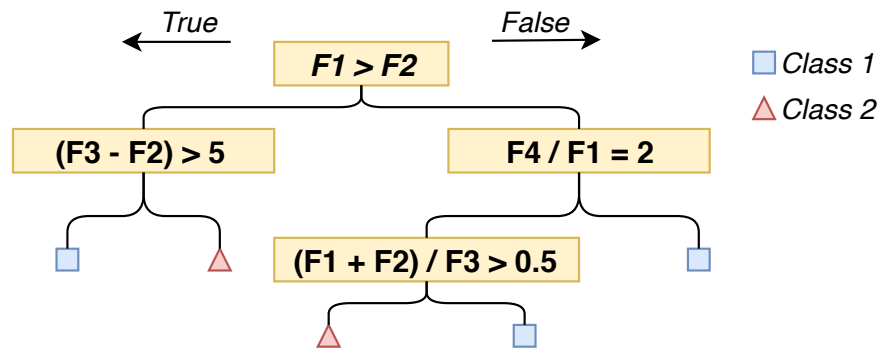 True
False
F1 > F2
Class 1
Class 2
(F3 - F2) > 5
F4 / F1 = 2
(F1 + F2) / F3 > 0.5